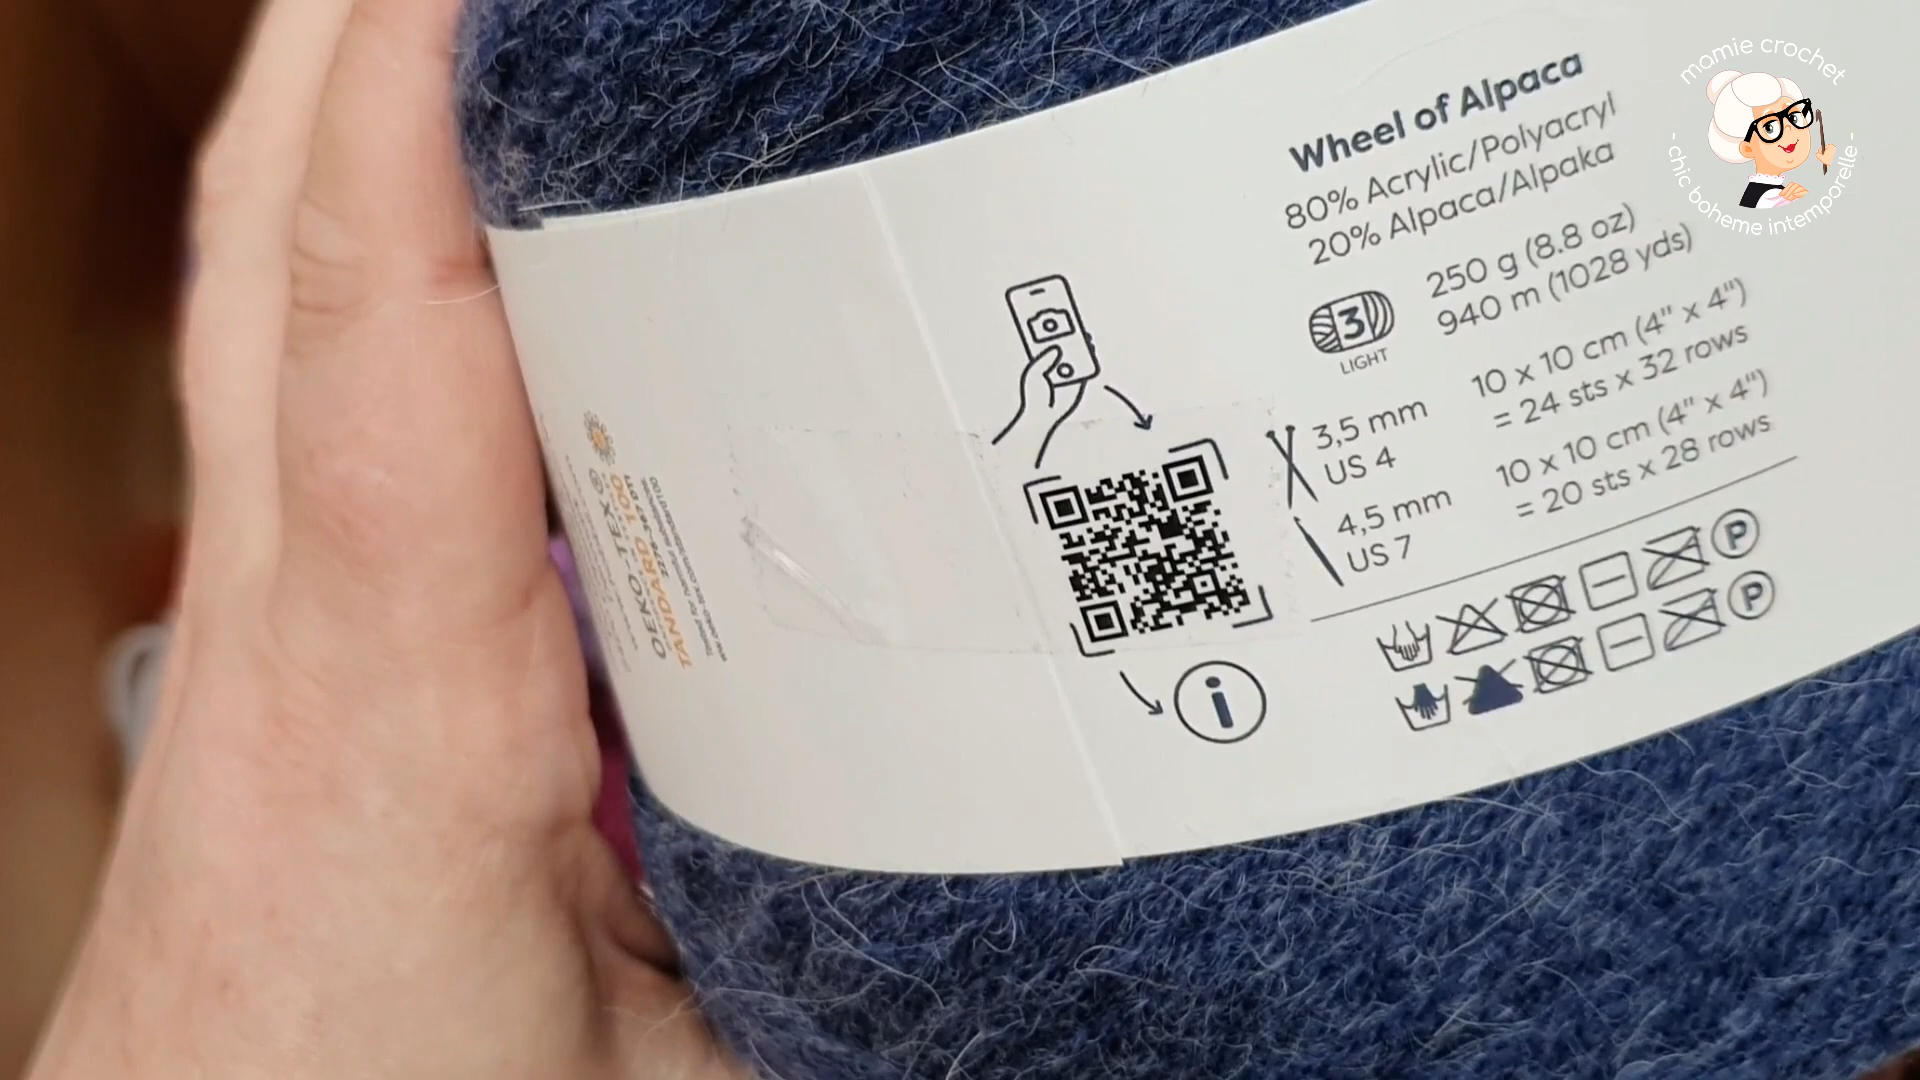 mamie crochet
- chic boheme intemporelle -
Wheel of Alpaca
80% Acrylic/Polyacryl
20% Alpaca/Alpaka
250 g (8.8 oz)
940 m (1028 yds)
3
LIGHT
3,5 mm
US 4
10 x 10 cm (4" x 4")
= 24 sts x 32 rows
4,5 mm
US 7
10 x 10 cm (4" x 4")
= 20 sts x 28 rows
P
P
i
OEKO-TEX®
STANDARD 100